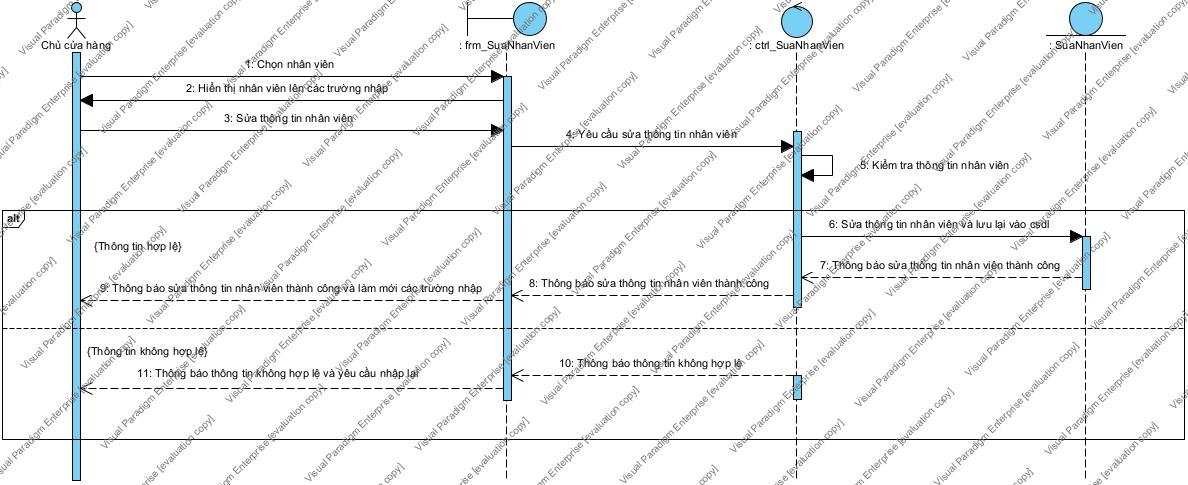 Chủ cửa hàng
: frm_SuaNhanVien
: ctrl_SuaNhanVien
: SuaNhanVien
1: Chọn nhân viên
2: Hiển thị nhân viên lên các trường nhập
3: Sửa thông tin nhân viên
4: Yêu cầu sửa thông tin nhân viên
5: Kiểm tra thông tin nhân viên
alt
6: Sửa thông tin nhân viên và lưu lại vào csdl
{Thông tin hợp lệ}
7: Thông báo sửa thông tin nhân viên thành công
8: Thông báo sửa thông tin nhân viên thành công
9: Thông báo sửa thông tin nhân viên thành công và làm mới các trường nhập
{Thông tin không hợp lệ}
10: Thông báo thông tin không hợp lệ
11: Thông báo thông tin không hợp lệ và yêu cầu nhập lại
Visual Paradigm Enterprise [evaluation copy]